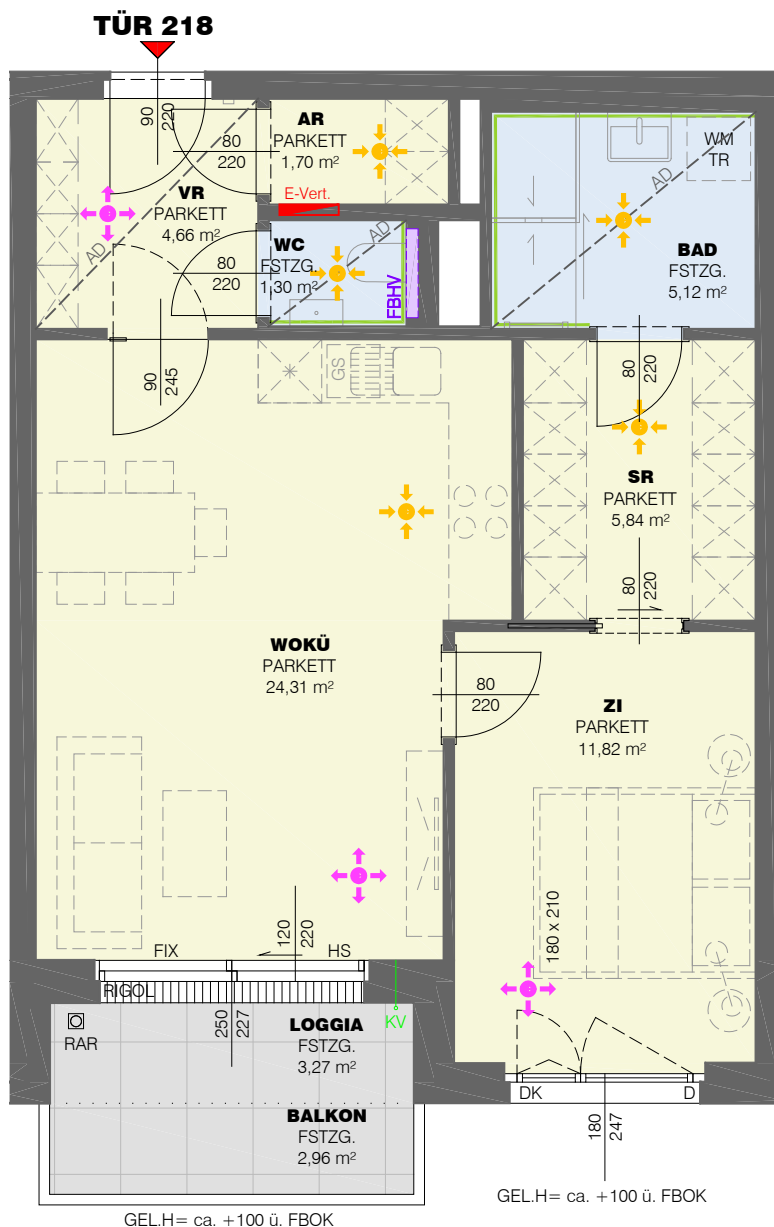 TÜR 218
90
220
80
220
AR
PARKETT
1,70 m²
WM
TR
AD
E-Vert.
VR
PARKETT
4,66 m²
AD
WC
FSTZG.
1,30 m²
80
220
AD
FBHV
BAD
FSTZG.
5,12 m²
90
245
GS
80
220
SR
PARKETT
5,84 m²
80
220
WOKÜ
PARKETT
24,31 m²
80
220
ZI
PARKETT
11,82 m²
180 x 210
120
220
FIX
HS
RIGOL
RAR
250
227
LOGGIA
FSTZG.
3,27 m²
KV
BALKON
FSTZG.
2,96 m²
DK
D
180
247
GEL.H= ca. +100 ü. FBOK
GEL.H= ca. +100 ü. FBOK